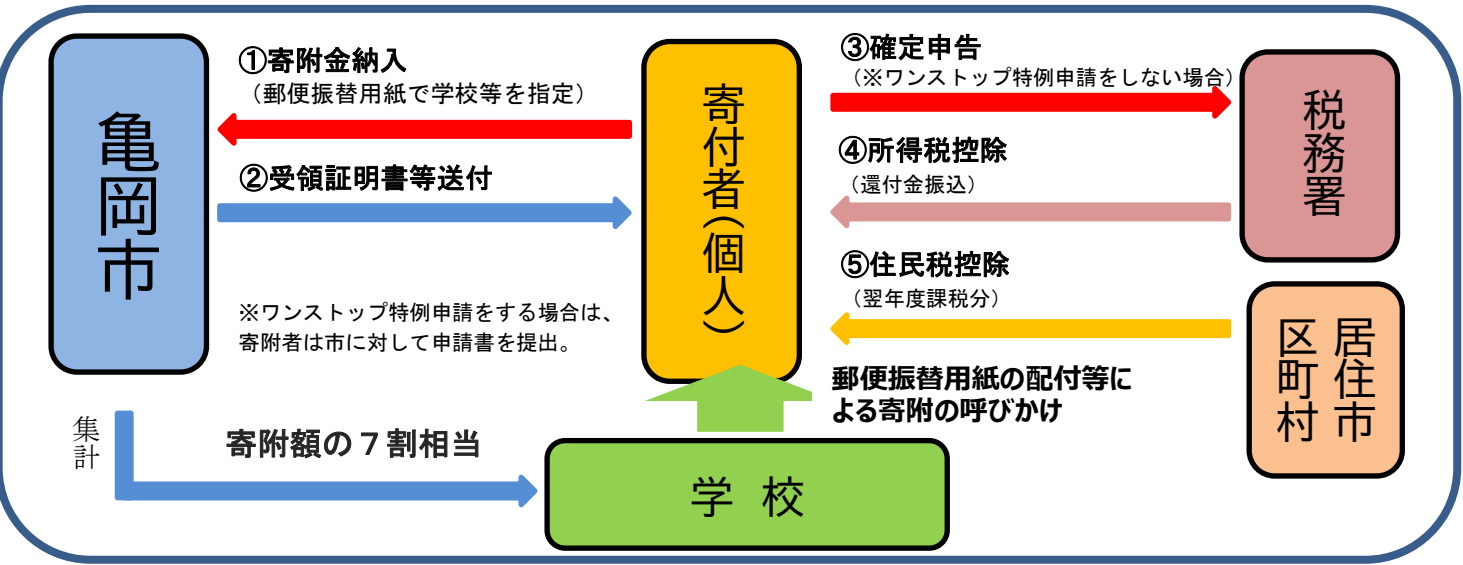 亀岡市
①寄附金納入
（郵便振替用紙で学校等を指定）
②受領証明書等送付
※ワンストップ特例申請をする場合は、
寄附者は市に対して申請書を提出。
寄付者（個人）
③確定申告
（※ワンストップ特例申請をしない場合）
④所得税控除
（還付金振込）
⑤住民税控除
（翌年度課税分）
税務署
居住市
区町村
郵便振替用紙の配付等に
よる寄附の呼びかけ
集計
寄附額の７割相当
学校